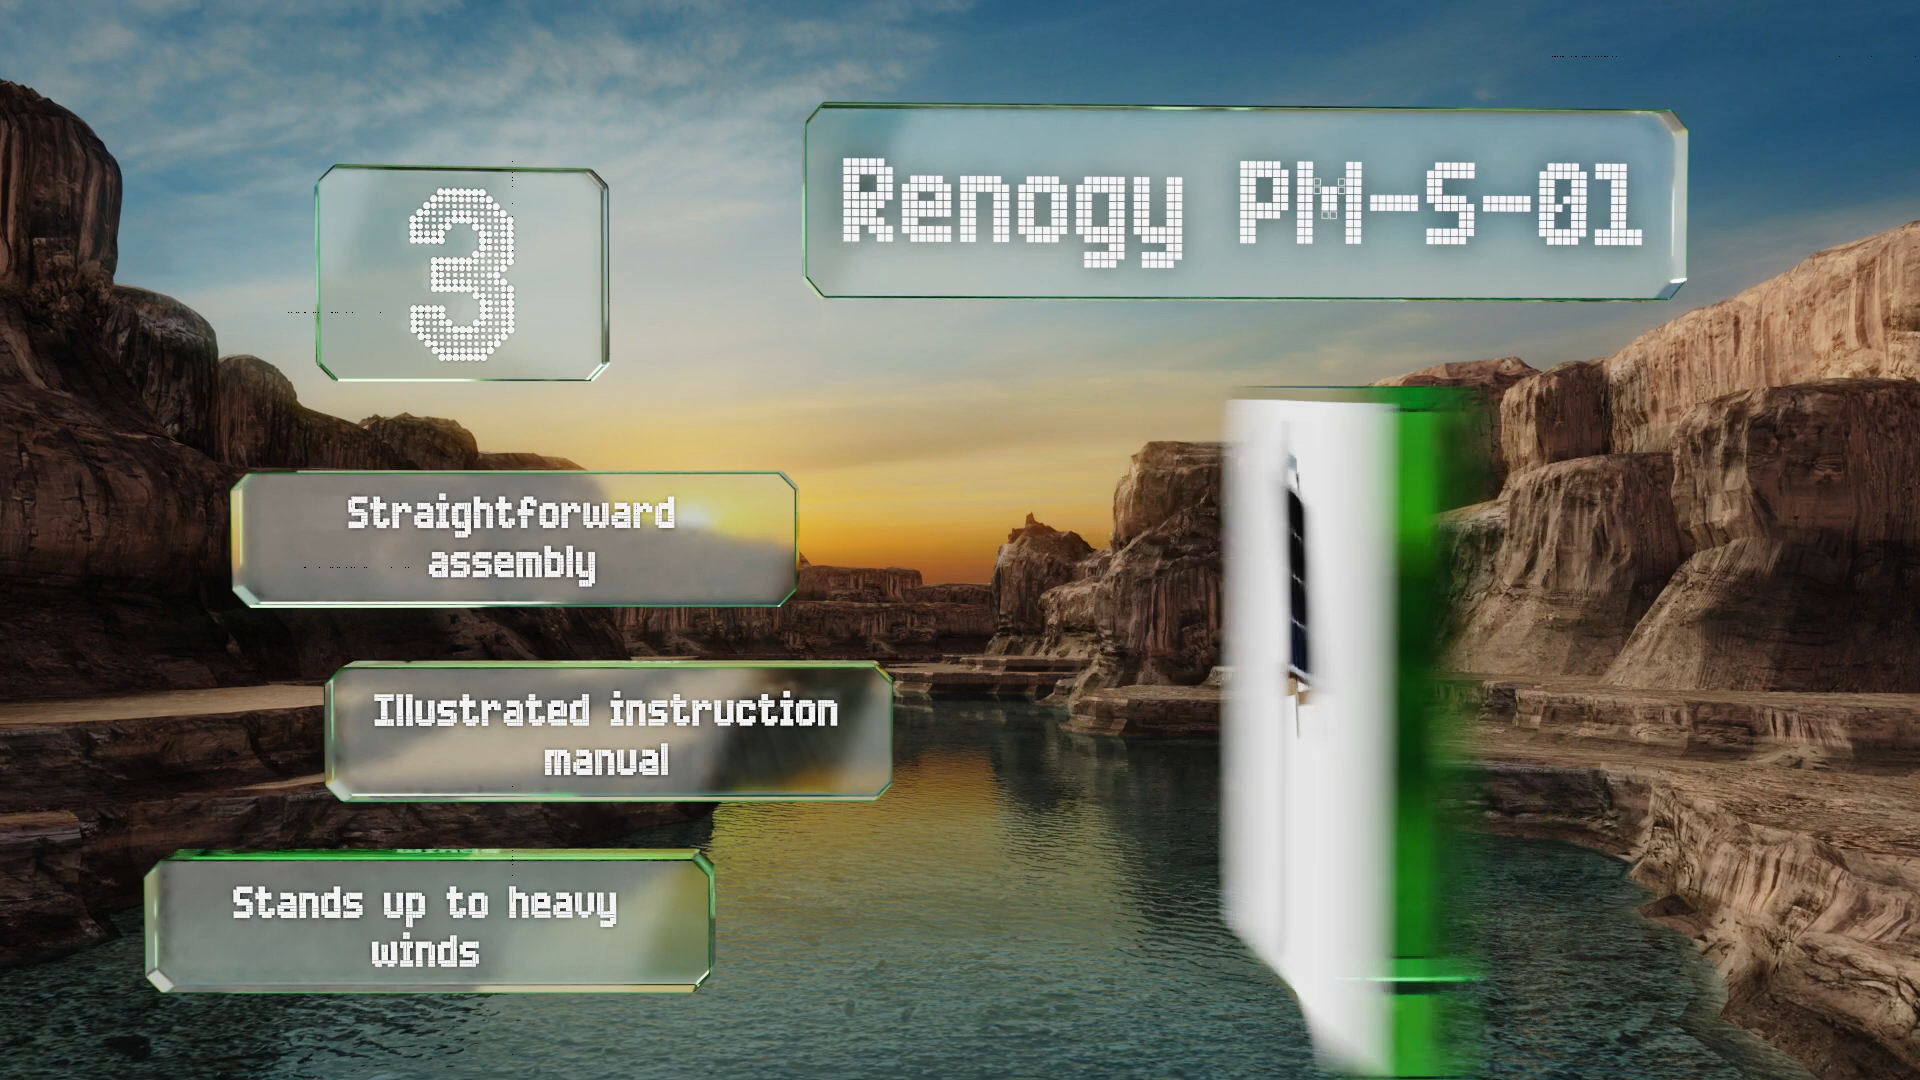 3
Renogy PM-S-01
Straightforward
assembly
Illustrated instruction
manual
Stands up to heavy
winds